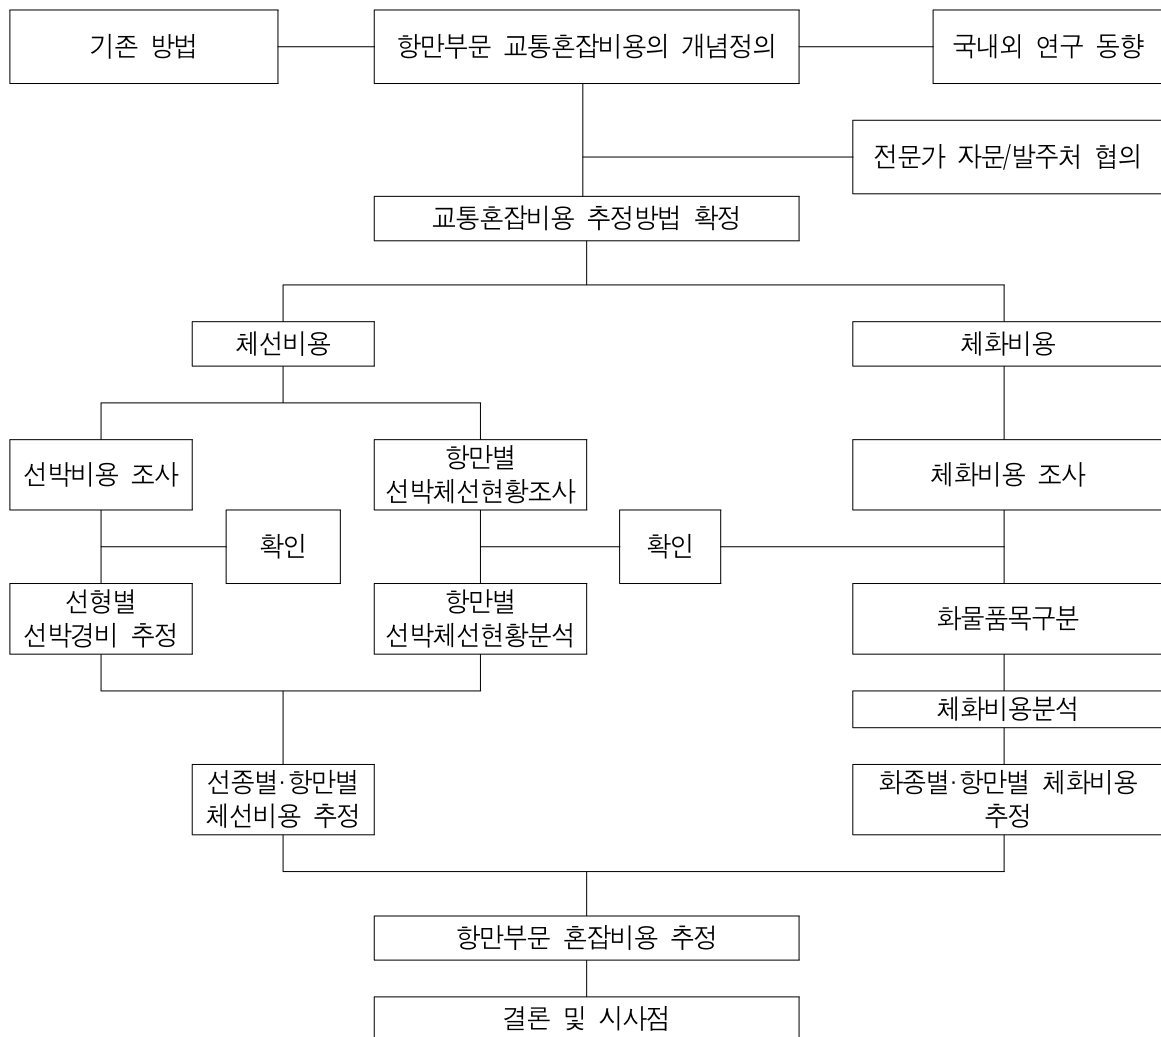 기존 방법
항만부문 교통혼잡비용의 개념정의
국내외 연구 동향
전문가 자문/발주처 협의
교통혼잡비용 추정방법 확정
체선비용
체화비용
선박비용 조사
항만별
선박체선현황조사
체화비용 조사
확인
확인
선형별
선박경비 추정
항만별
선박체선현황분석
화물품목구분
체화비용분석
선종별·항만별
체선비용 추정
화종별·항만별 체화비용
추정
항만부문 혼잡비용 추정
결론 및 시사점